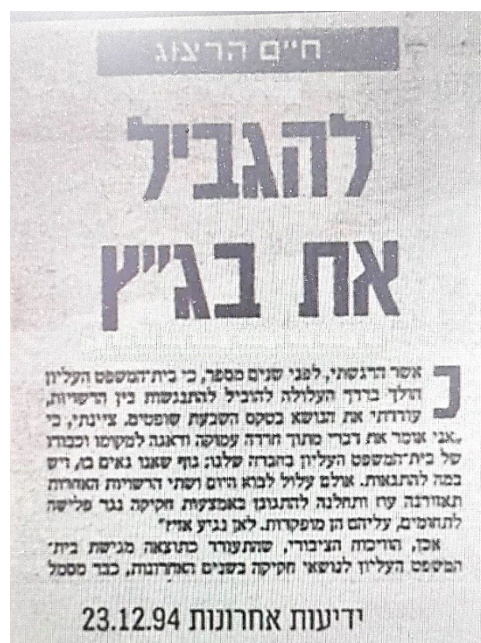 חיים הרצוג
להגביל
את בג"ץ
כאשר הרגשתי, לפני שנים מספר, כי בית־המשפט העליון
הולך בדרך העלולה להוביל להתנגשות בין הרשויות,
עוררתי את הנושא בטקס השבעת שופטים. ציינתי, כי
"אני אומר את דברי מתוך חרדה עמוקה ודאגה למקומו וכבודו
של בית־המשפט העליון בחברה שלנו; גוף שאנו גאים בו, ויש
במה להתגאות. אולם עלול לבוא היום ושתי הרשויות האחרות
תאזורנה עוז ותחלנה להתגונן באמצעות חקיקה נגד פלישה
לתחומים, עליהם הן מופקדות. לאן נגיע אז?"
אכן, הוויכוח הציבורי, שהתעורר כתוצאה מגישת בית־
המשפט העליון לנושאי חקיקה בשנים האחרונות, כבר מסמל
ידיעות אחרונות 23.12.94